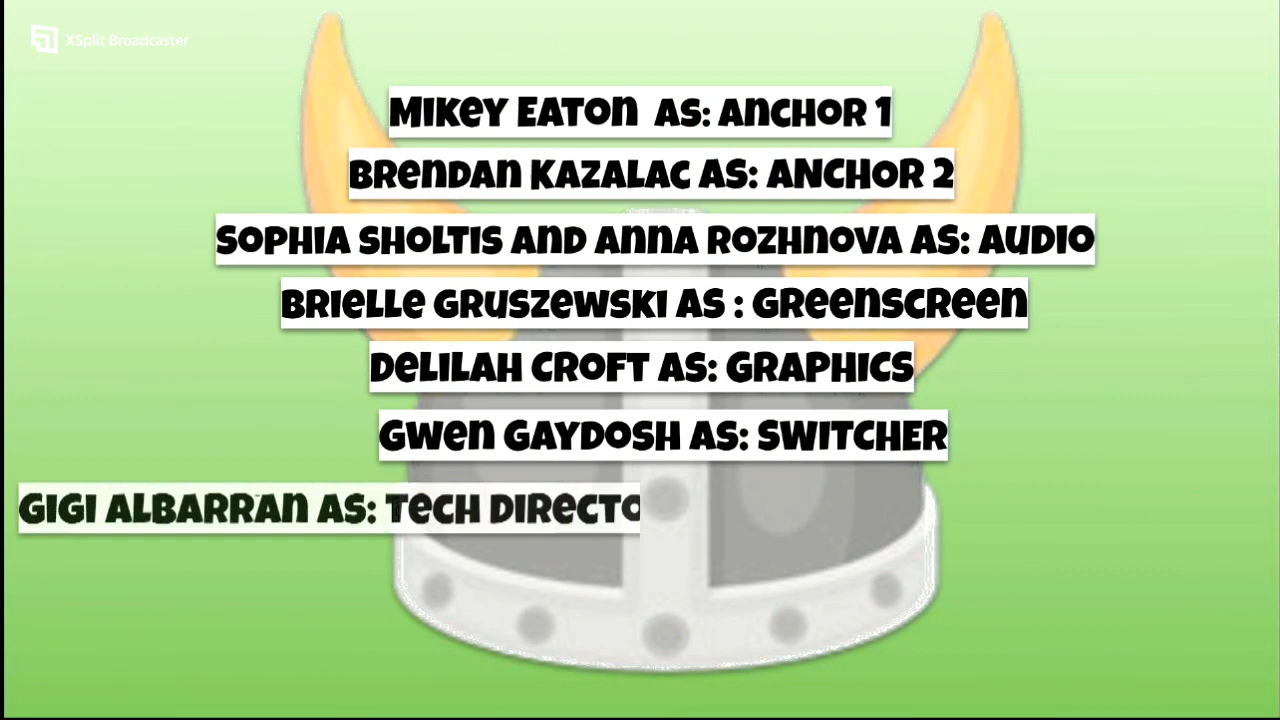 XSplit Broadcaster
Mikey Eaton as: Anchor 1
Brendan Kazalac as: ANCHOR 2
Sophia Sholtis and Anna Rozhnova as: Audio
Brielle Gruszewski as : Greenscreen
Delilah Croft as: Graphics
Gwen Gaydosh as: Switcher
Gigi Albarran as: Tech Directo